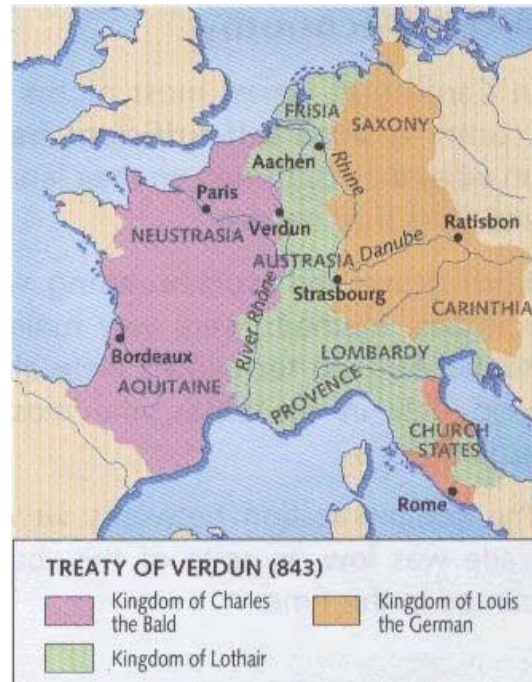 FRISIA
SAXONY
Aachen
Rhine
Paris
Verdun
Ratisbon
NEUSTRASIA
Danube
AUSTRASIA
Strasbourg
CARINTHIA
River Rhône
LOMBARDY
Bordeaux
AQUITAINE
PROVENCE
CHURCH
STATES
Rome
TREATY OF VERDUN (843)
Kingdom of Charles
the Bald
Kingdom of Louis
the German
Kingdom of Lothair